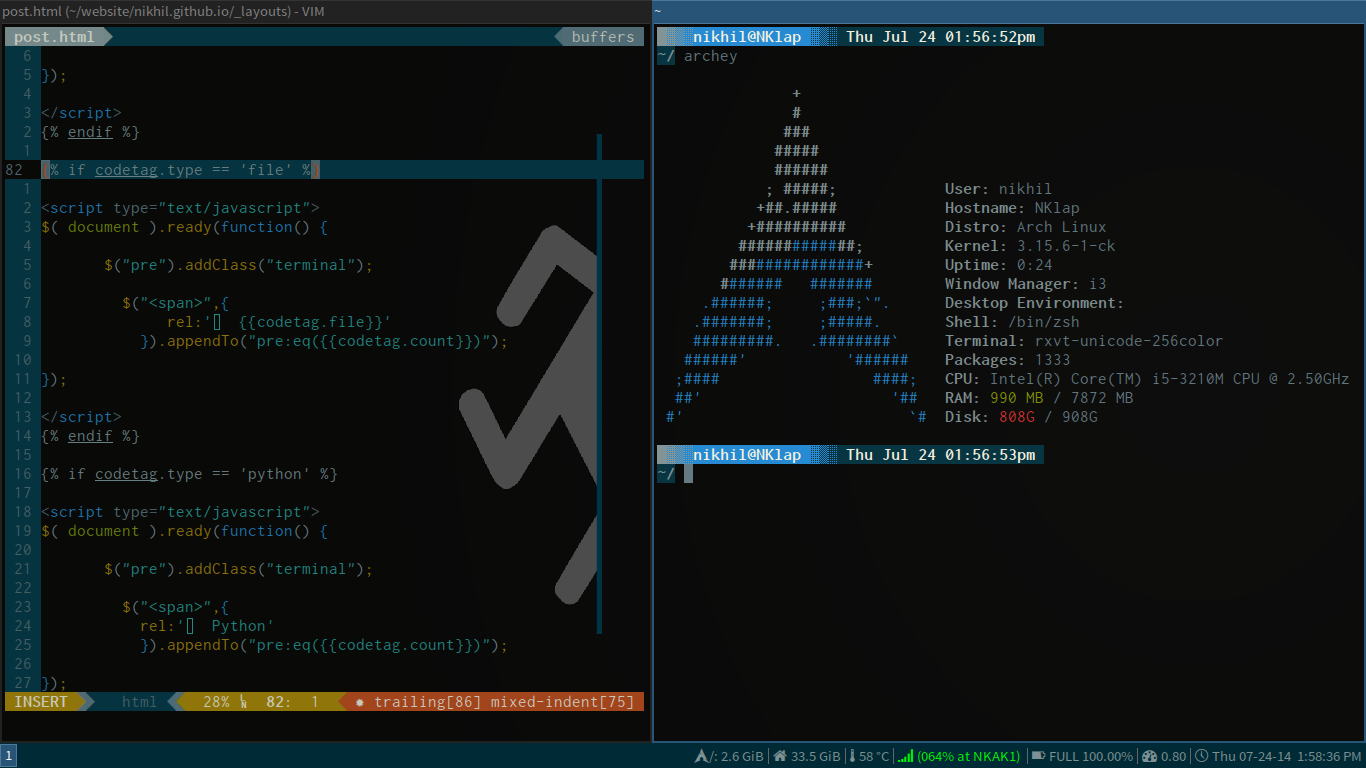 post.html (~/website/nikhil.github.io/_layouts) - VIM
post.html buffers
6
5 });
4
3 </script>
2 {% endif %}
1
82 {% if codetag.type == 'file' %}
1
2 <script type="text/javascript">
3 $( document ).ready(function() {
4
5 $("pre").addClass("terminal");
6
7 $("<span>",{
8 rel:' {{codetag.file}}'
9 }).appendTo("pre:eq({{codetag.count}})");
10
11 });
12
13 </script>
14 {% endif %}
15
16 {% if codetag.type == 'python' %}
17
18 <script type="text/javascript">
19 $( document ).ready(function() {
20
21 $("pre").addClass("terminal");
22
23 $("<span>",{
24 rel:' Python'
25 }).appendTo("pre:eq({{codetag.count}})");
26
27 });
INSERT html 28% 82: 1 trailing[86] mixed-indent[75]
~
nikhil@NKlap Thu Jul 24 01:56:52pm
~/ archey
+
#
###
#####
######
; #####; User: nikhil
+##.##### Hostname: NKlap
+########## Distro: Arch Linux
#############; Kernel: 3.15.6-1-ck
###############+ Uptime: 0:24
####### ####### Window Manager: i3
.######; ;###;`". Desktop Environment:
.#######; ;#####. Shell: /bin/zsh
#########. .########` Terminal: rxvt-unicode-256color
######' '###### Packages: 1333
;#### ####; CPU: Intel(R) Core(TM) i5-3210M CPU @ 2.50GHz
##' '## RAM: 990 MB / 7872 MB
#' `# Disk: 808G / 908G
nikhil@NKlap Thu Jul 24 01:56:53pm
~/
1 /: 2.6 GiB 33.5 GiB 58 °C (064% at NKAK1) FULL 100.00% 0.80 Thu 07-24-14 1:58:36 PM